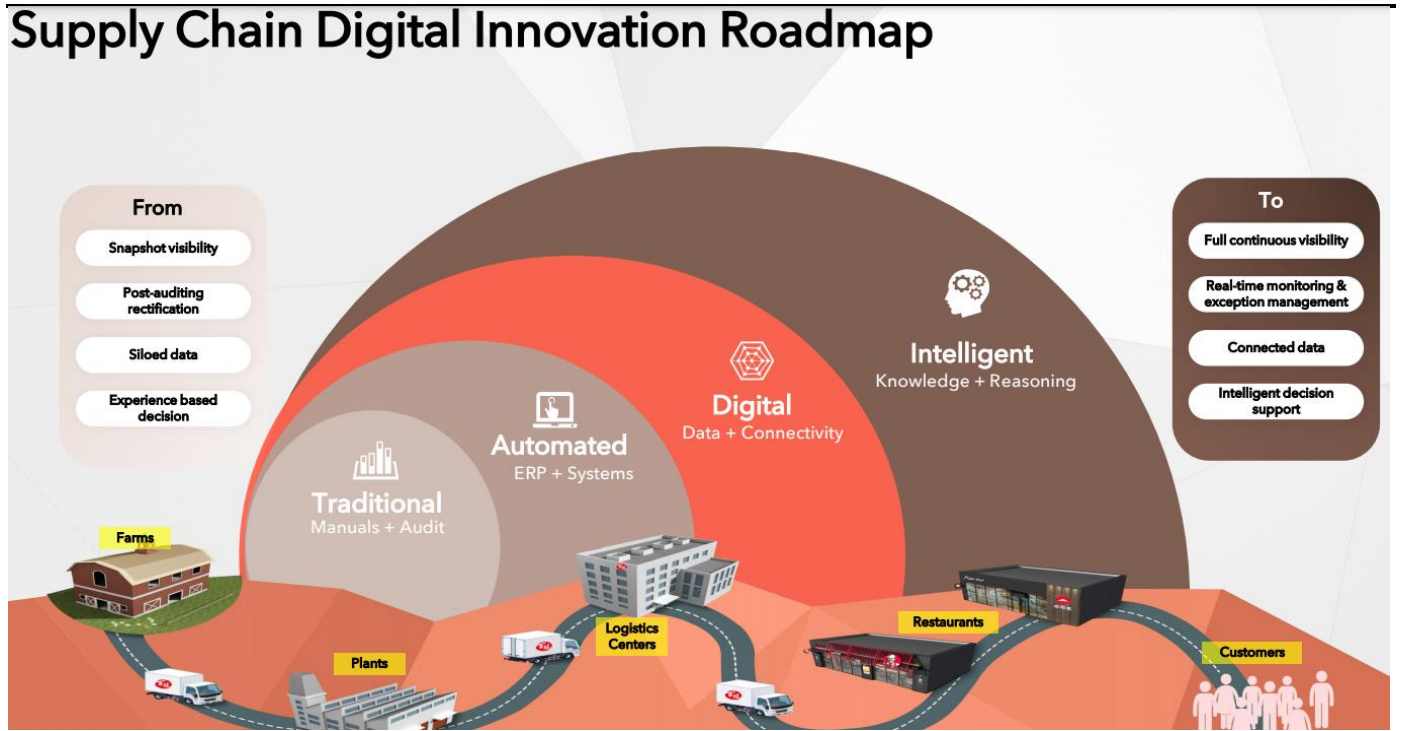 Supply Chain Digital Innovation Roadmap
From
Snapshot visibility
Post-auditing
rectification
Siloed data
Experience based
decision
To
Full continuous visibility
Real-time monitoring &
exception management
Connected data
Intelligent decision
support
Intelligent
Knowledge + Reasoning
Digital
Data + Connectivity
Automated
ERP + Systems
Traditional
Manuals + Audit
Farms
Plants
Logistics
Centers
Restaurants
Customers